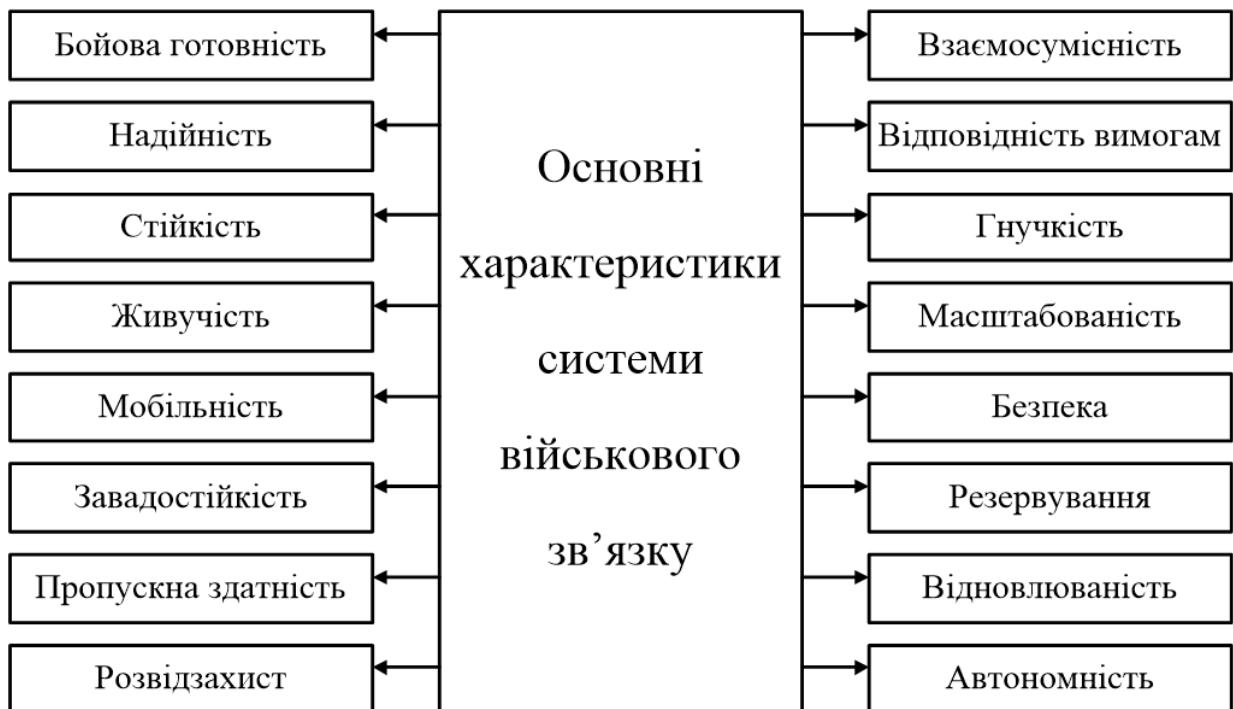 Бойова готовність
Надійність
Стійкість
Живучість
Мобільність
Завадостійкість
Пропускна здатність
Розвідзахист
Основні
характеристики
системи
військового
зв’язку
Взаємосумісність
Відповідність вимогам
Гнучкість
Масштабованість
Безпека
Резервування
Відновлюваність
Автономність